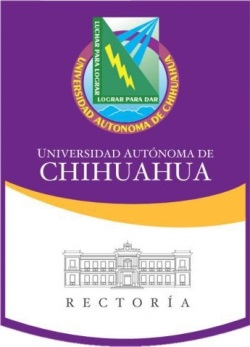 LUCHAR PARA LOGRAR
LOGRAR PARA DAR
UNIVERSIDAD AUTONOMA DE CHIHUAHUA
UNIVERSIDAD AUTÓNOMA DE
CHIHUAHUA
RECTORÍA